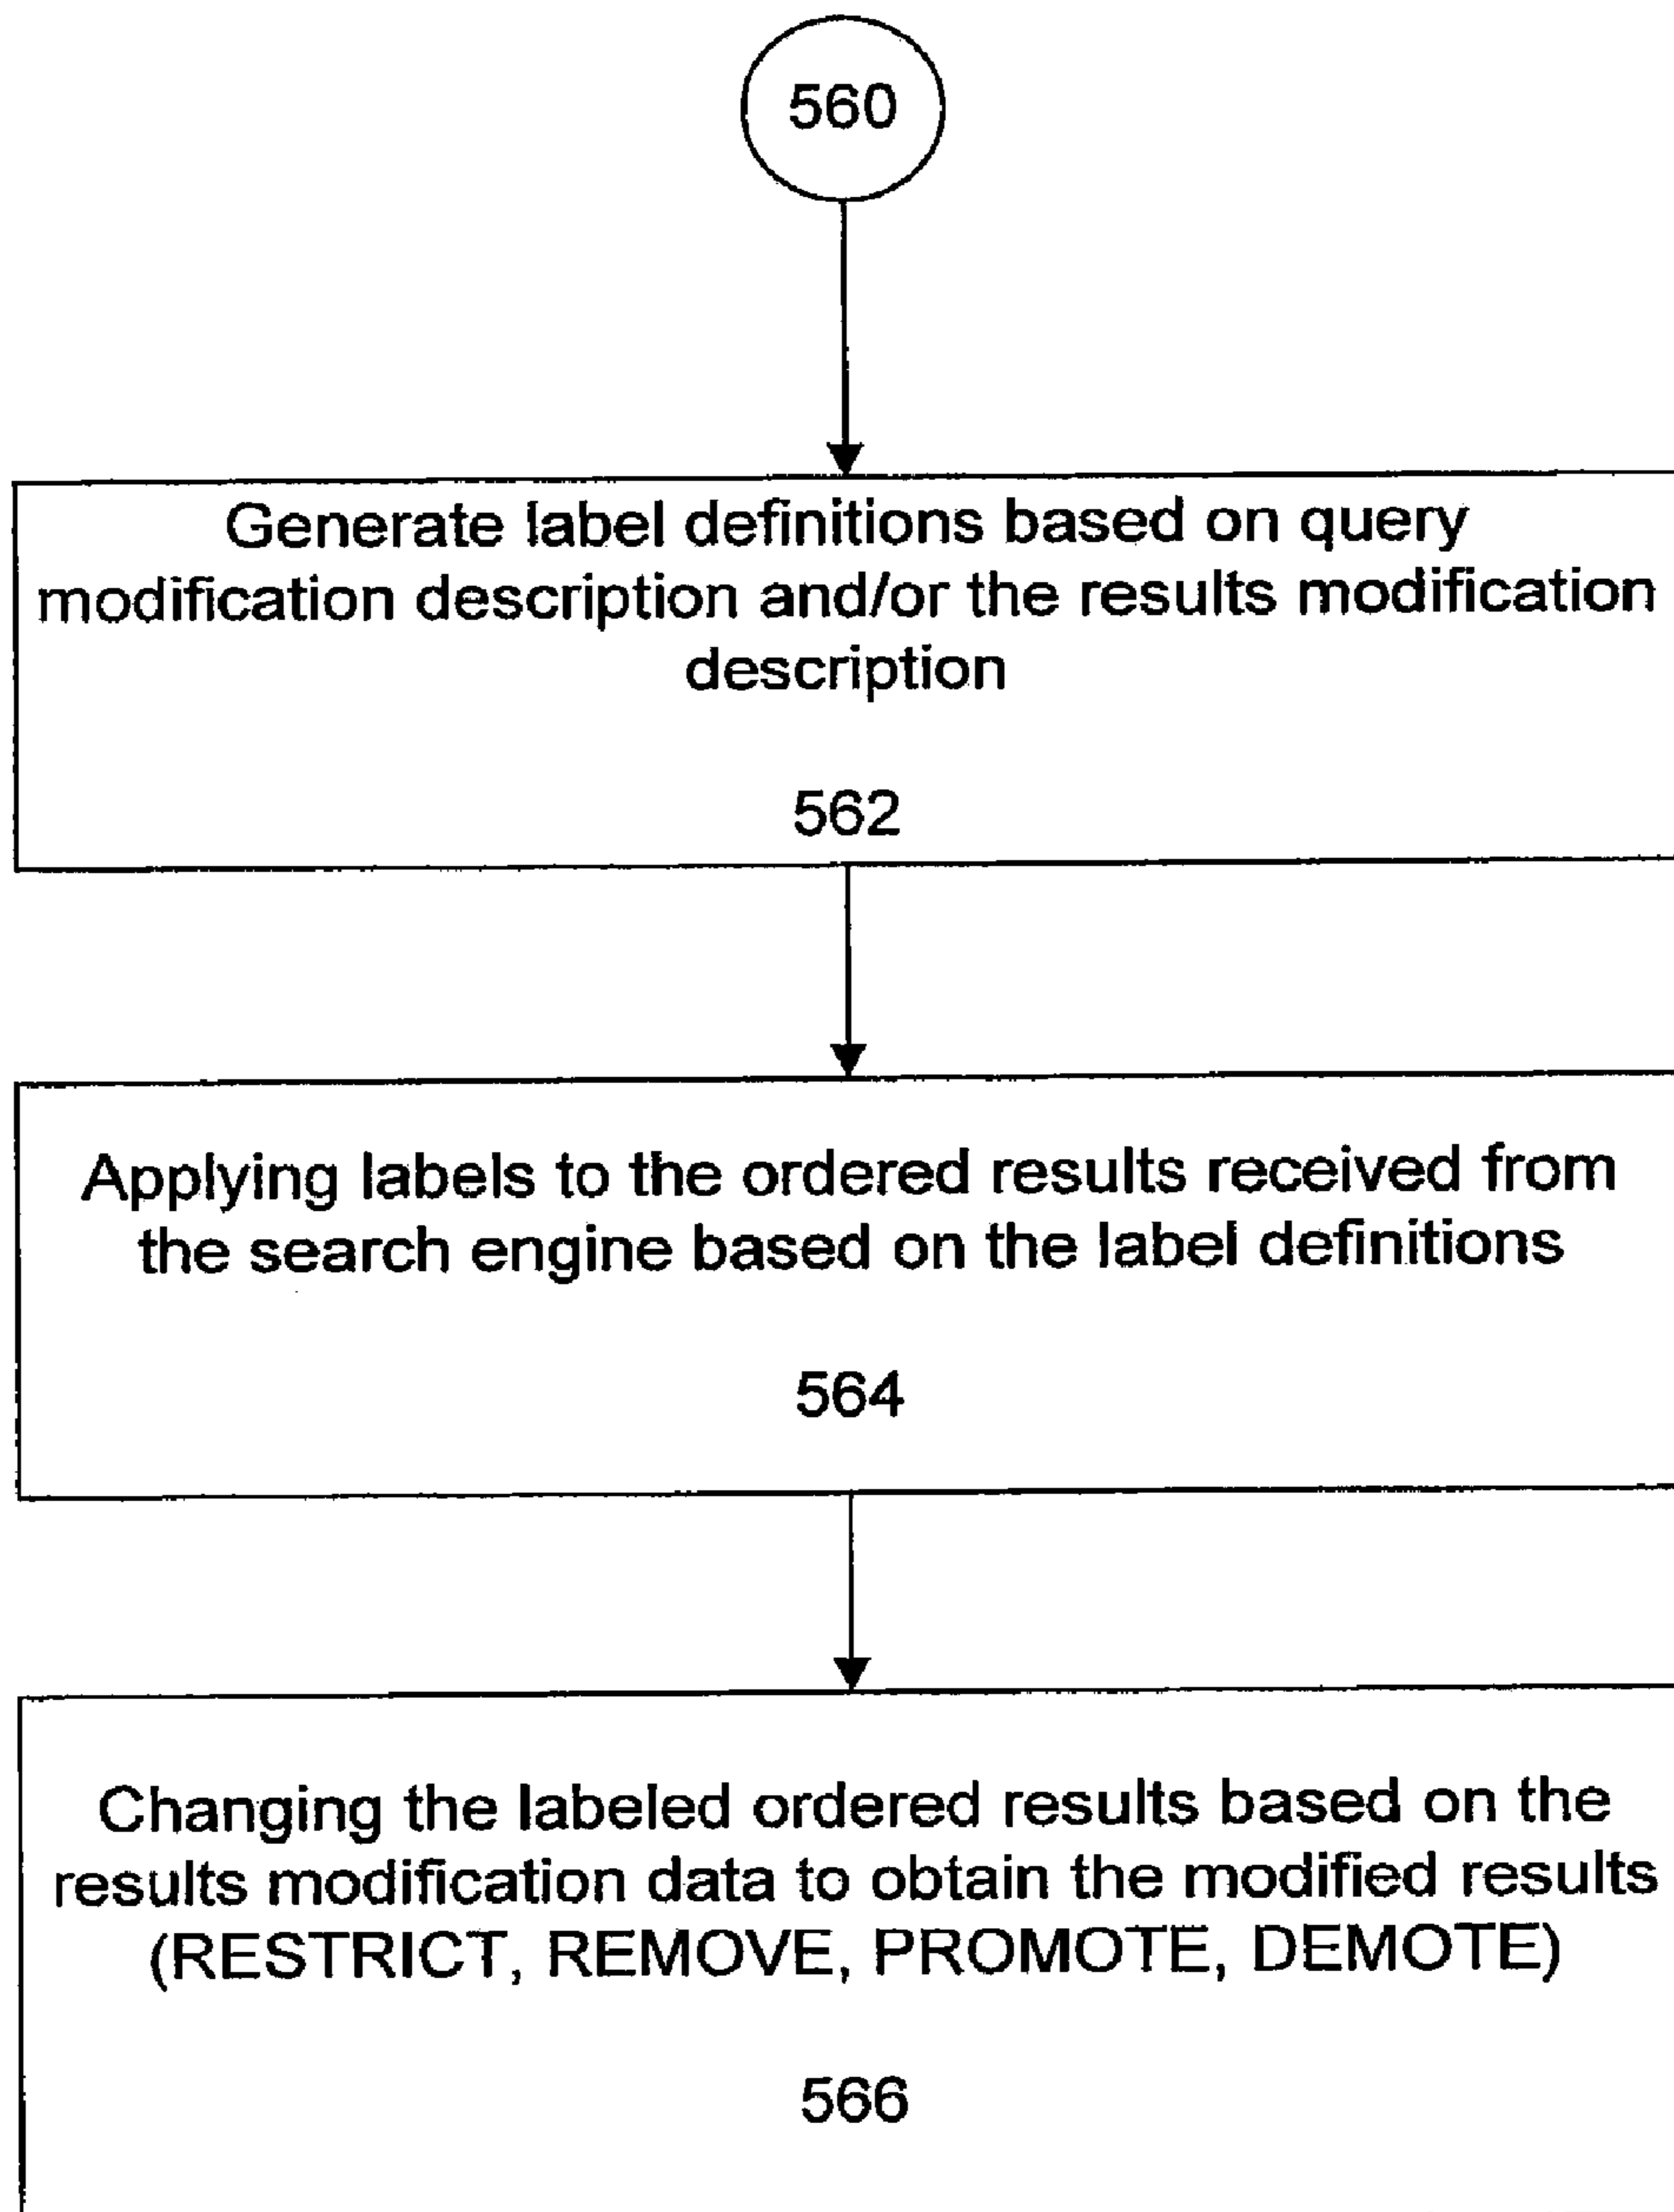 560
Generate label definitions based on query
modification description and/or the results modification
description
562
Applying labels to the ordered results received from
the search engine based on the label definitions
564
Changing the labeled ordered results based on the
results modification data to obtain the modified results
(RESTRICT, REMOVE, PROMOTE, DEMOTE)
566